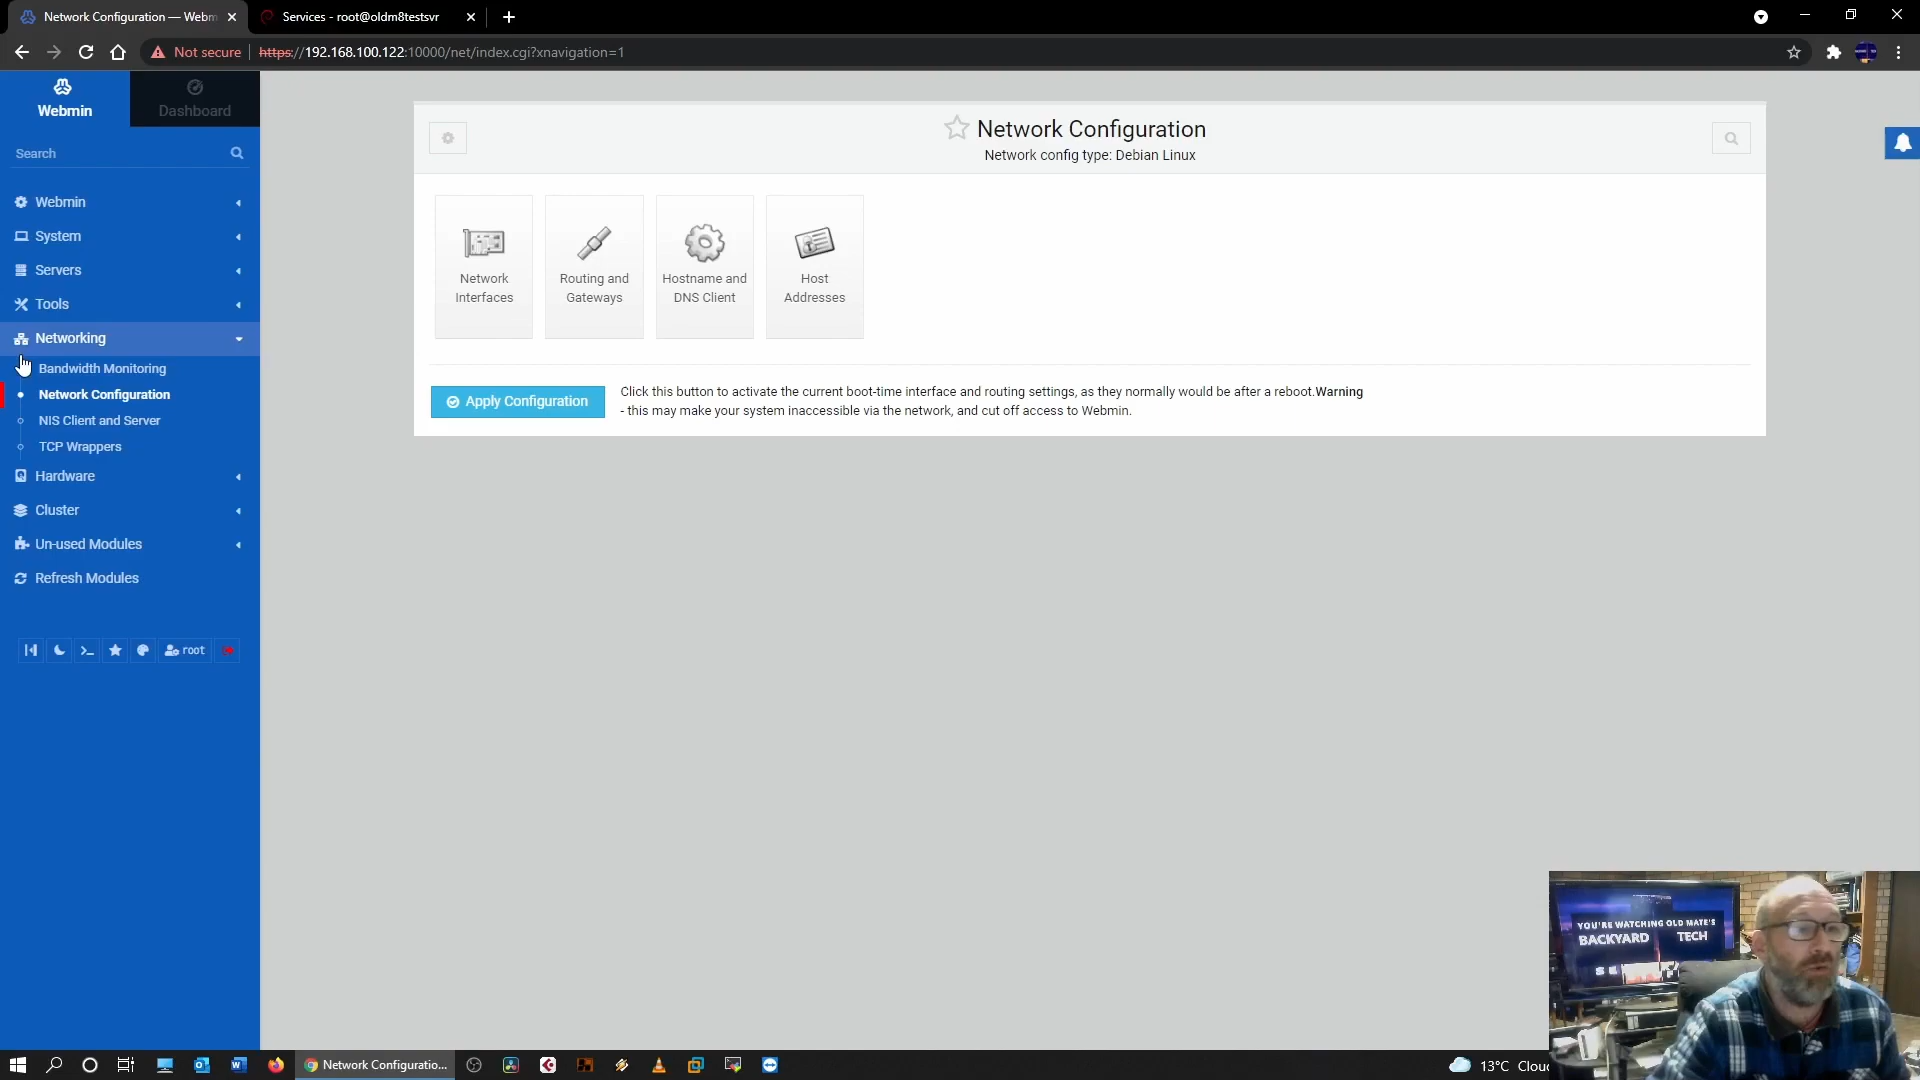 Network Configuration — Webm
Services - root@oldm8testsvr
Not secure
https://192.168.100.122:10000/net/index.cgi?xnavigation=1
Webmin
Dashboard
Search
Webmin
System
Servers
Tools
Networking
Bandwidth Monitoring
Network Configuration
NIS Client and Server
TCP Wrappers
Hardware
Cluster
Un-used Modules
Refresh Modules
root
Network Configuration
Network config type: Debian Linux
Network
Interfaces
Routing and
Gateways
Hostname and
DNS Client
Host
Addresses
Apply Configuration
Click this button to activate the current boot-time interface and routing settings, as they normally would be after a reboot.Warning
- this may make your system inaccessible via the network, and cut off access to Webmin.
YOU'RE WATCHING OLD MATE'S
BACKYARD TECH
Network Configuratio...
13°C Clou